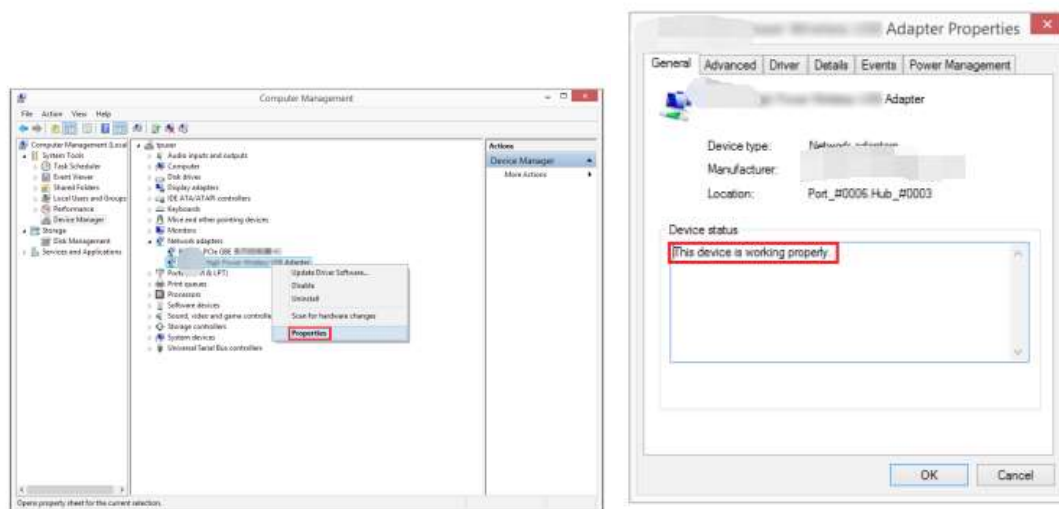 Computer Management
File Action View Help
Computer Management (Local
System Tools
Task Scheduler
Event Viewer
Shared Folders
Local Users and Groups
Performance
Device Manager
Storage
Disk Management
Services and Applications
Audio inputs and outputs
Computer
Disk drives
Display adapters
IDE ATA/ATAPI controllers
Keyboards
Mice and other pointing devices
Monitors
Network adapters
PCIe GBE
Adapter
& LPT)
Print queues
Processors
Software devices
Sound, video and game controlle
Storage controllers
System devices
Universal Serial Bus controllers
Update Driver Software...
Disable
Uninstall
Scan for hardware changes
Properties
Actions
Device Manager
More Actions
Opens property sheet for the current selection.
Adapter Properties
General Advanced Driver Details Events Power Management
Adapter
Device type: Network adapters
Manufacturer:
Location: Port_#0006.Hub_#0003
Device status
This device is working properly.
OK Cancel